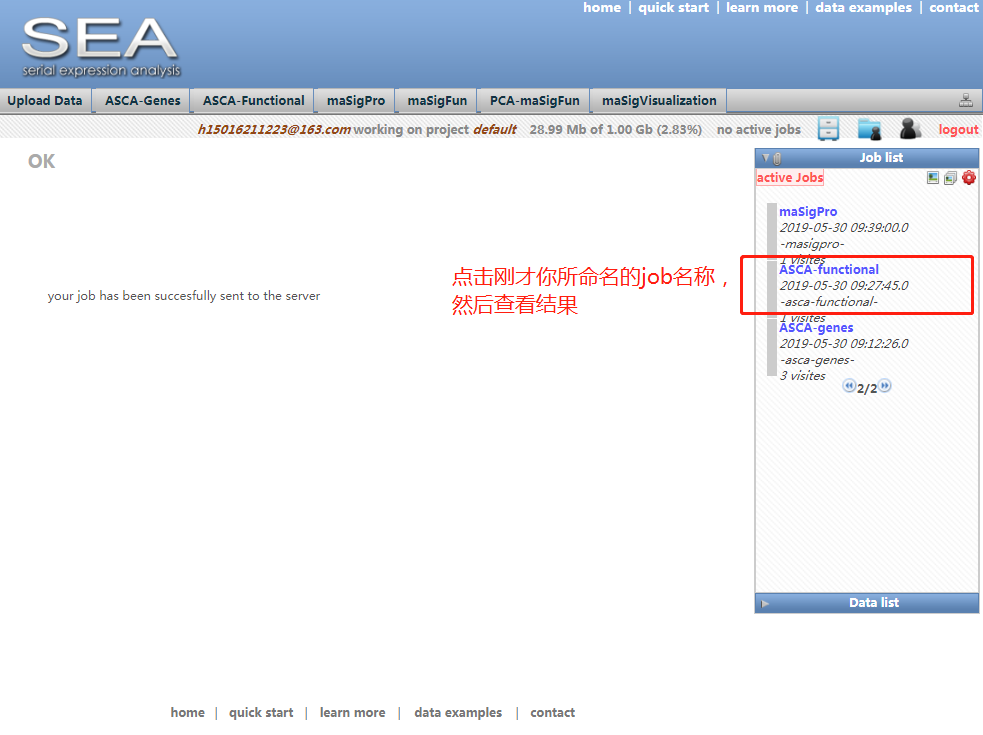 home | quick start | learn more | data examples | contact
SEA
serial expression analysis
Upload Data ASCA-Genes ASCA-Functional maSigPro maSigFun PCA-maSigFun maSigVisualization
h15016211223@163.com working on project default 28.99 Mb of 1.00 Gb (2.83%) no active jobs logout
OK
Job list
active Jobs
maSigPro
2019-05-30 09:39:00.0
-masigpro-
1 visites
ASCA-functional
2019-05-30 09:27:45.0
-asca-functional-
1 visites
ASCA-genes
2019-05-30 09:12:26.0
-asca-genes-
3 visites
2/2
点击刚才你所命名的job名称，
然后查看结果
your job has been succesfully sent to the server
Data list
home | quick start | learn more | data examples | contact